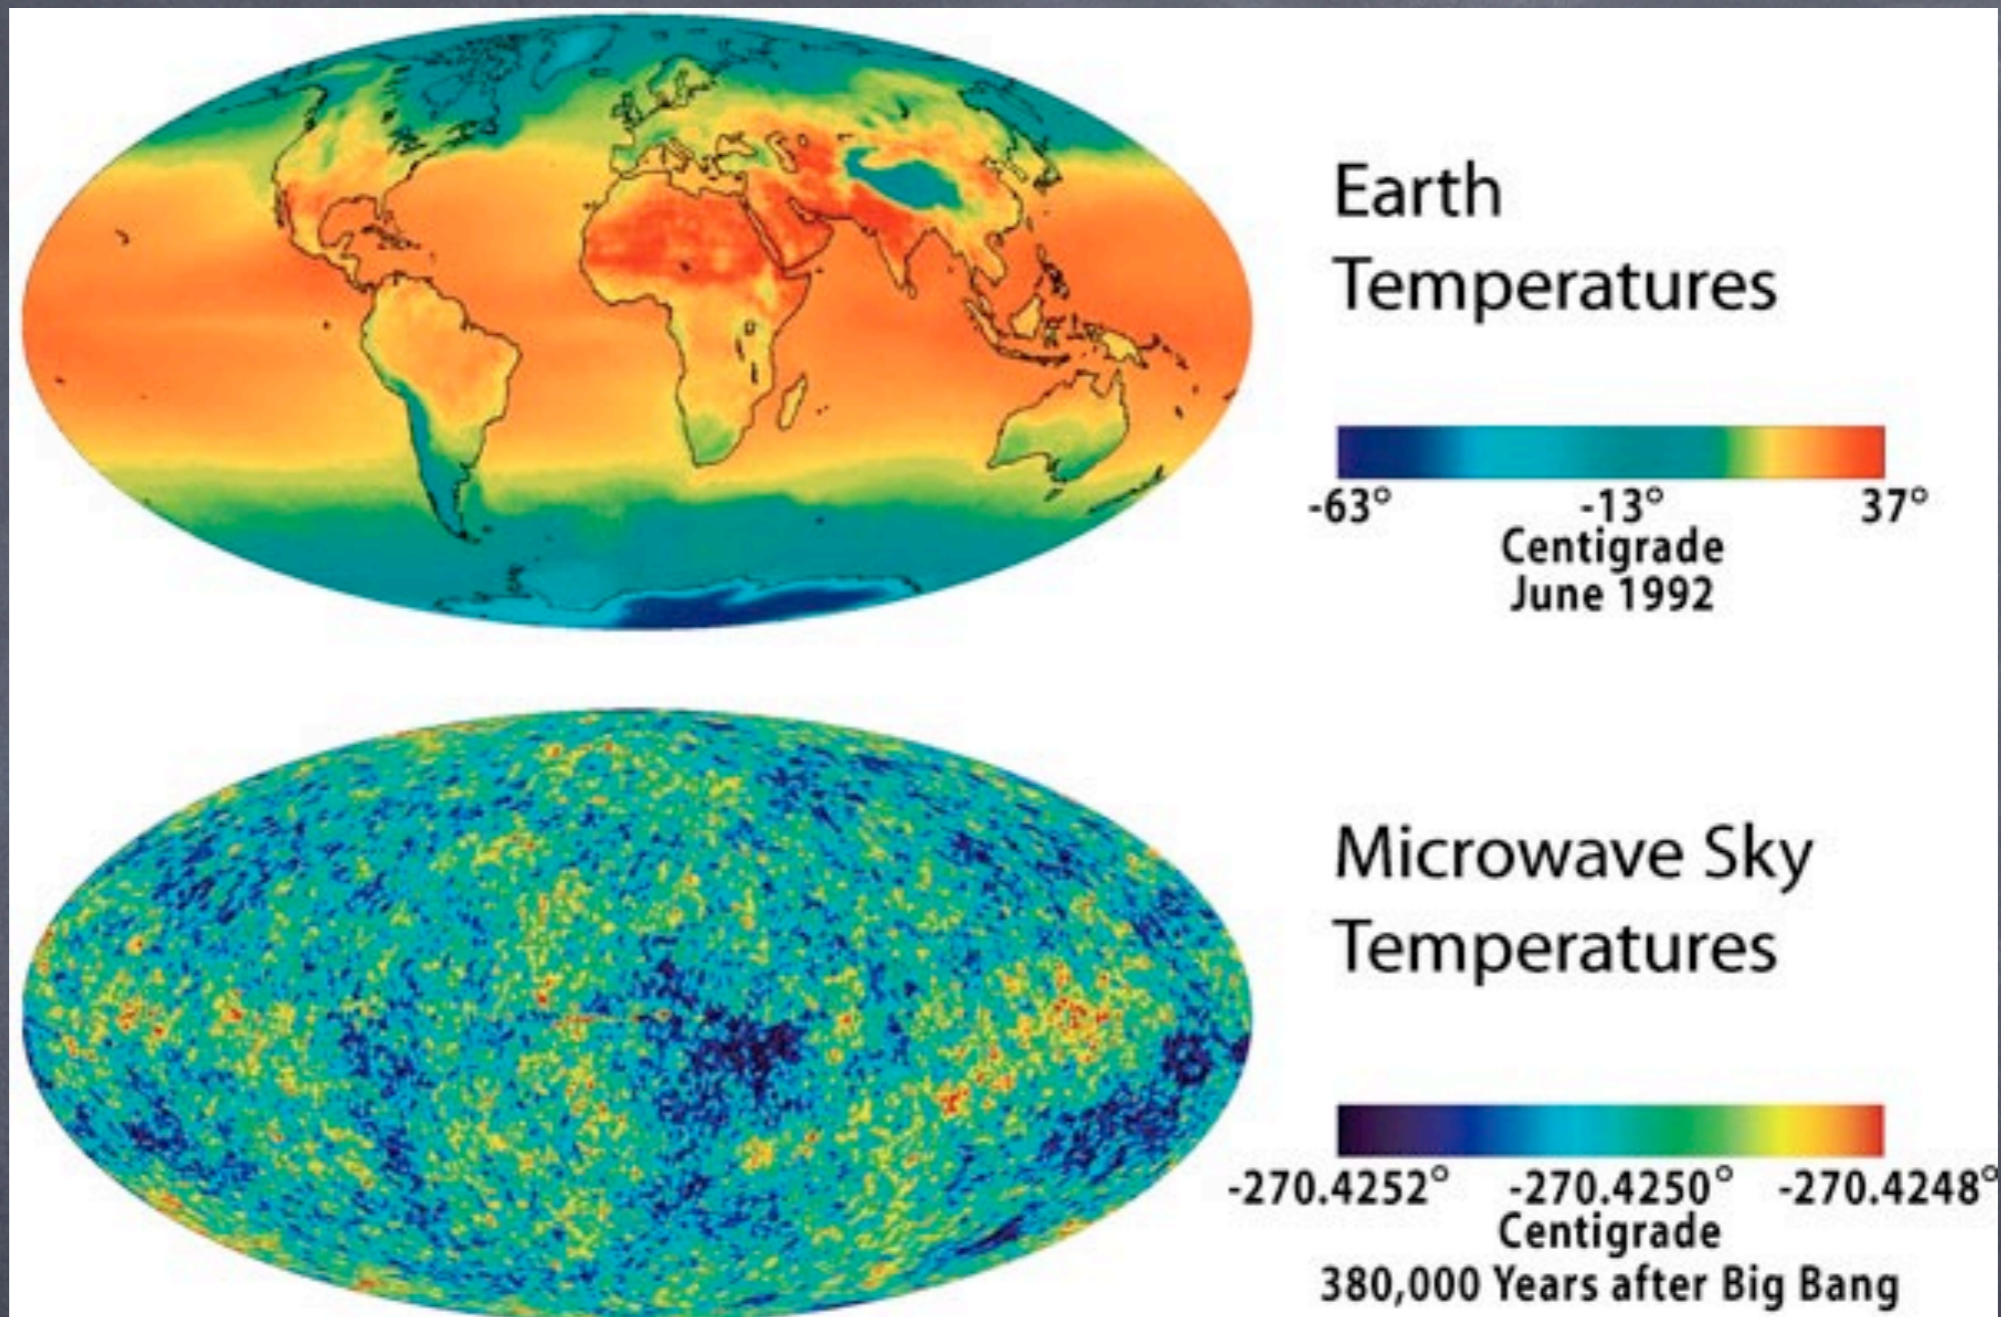 Earth
Temperatures
-63° -13° 37°
Centigrade
June 1992
Microwave Sky
Temperatures
-270.4252° -270.4250° -270.4248°
Centigrade
380,000 Years after Big Bang